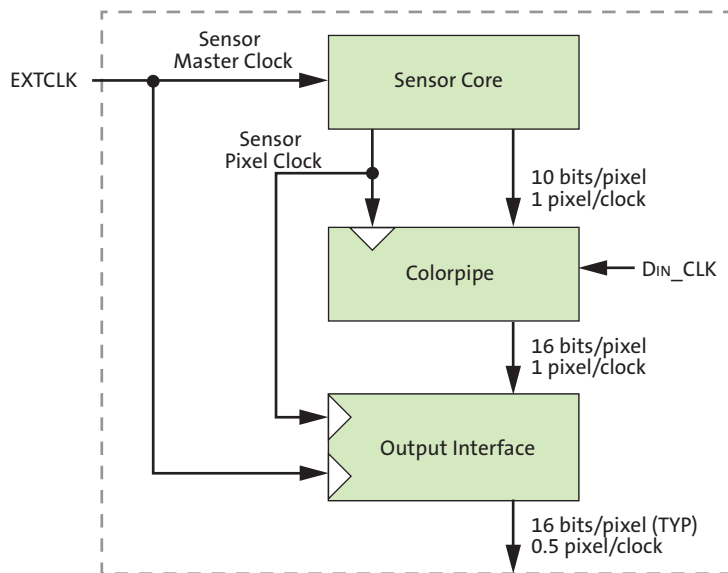 Sensor
Master Clock
EXTCLK
Sensor Core
Sensor
Pixel Clock
10 bits/pixel
1 pixel/clock
Colorpipe
DIN_CLK
16 bits/pixel
1 pixel/clock
Output Interface
16 bits/pixel (TYP)
0.5 pixel/clock